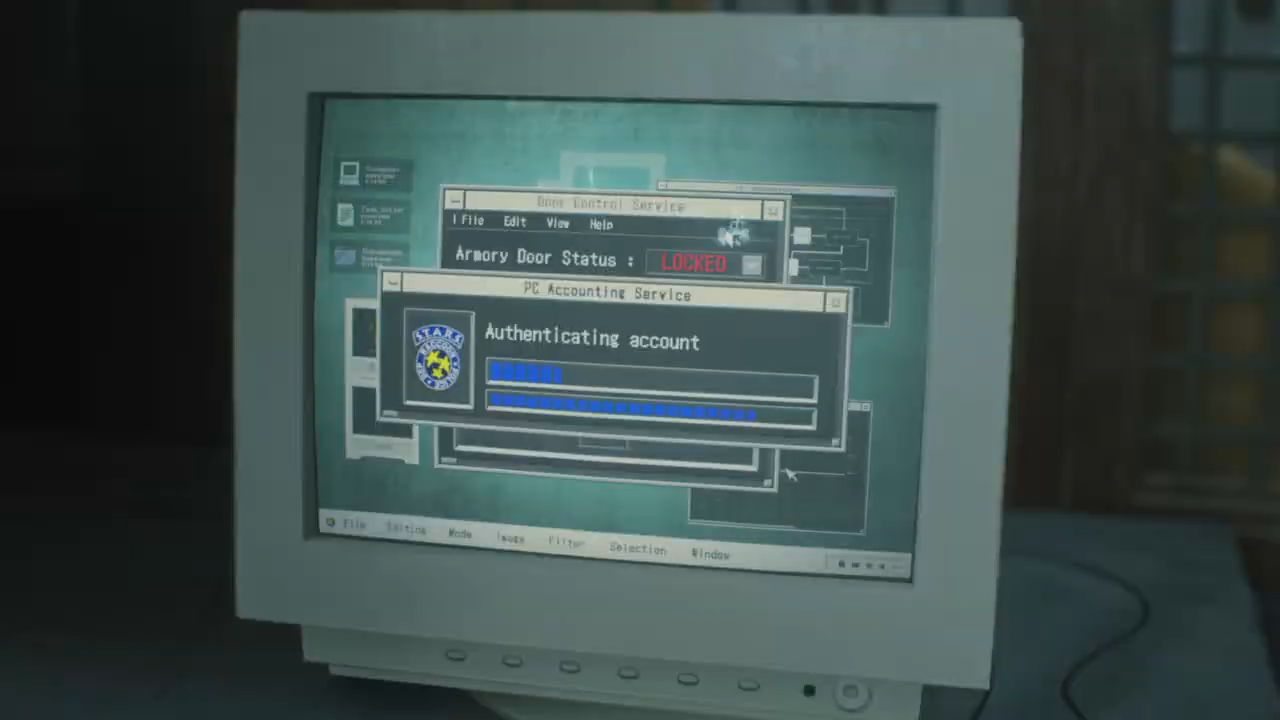 Door Control Service
File Edit View Help
Armory Door Status : LOCKED
PC Accounting Service
STARS
Authenticating account
File Editing Mode Image Filter Selection Window